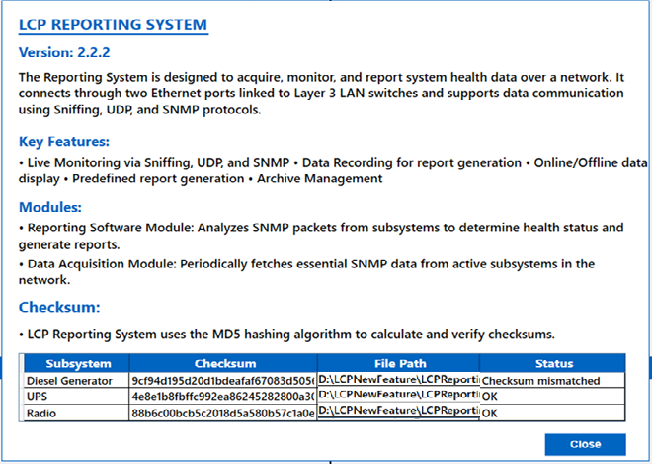 LCP REPORTING SYSTEM
Version: 2.2.2
The Reporting System is designed to acquire, monitor, and report system health data over a network. It
connects through two Ethernet ports linked to Layer 3 LAN switches and supports data communication
using Sniffing, UDP, and SNMP protocols.
Key Features:
• Live Monitoring via Sniffing, UDP, and SNMP • Data Recording for report generation • Online/Offline data
display • Predefined report generation • Archive Management
Modules:
• Reporting Software Module: Analyzes SNMP packets from subsystems to determine health status and
generate reports.
• Data Acquisition Module: Periodically fetches essential SNMP data from active subsystems in the
network.
Checksum:
• LCP Reporting System uses the MD5 hashing algorithm to calculate and verify checksums.
Subsystem Checksum File Path Status
Diesel Generator 9cf94d195d20d1bdeafaf67083d505 D:\LCPNewFeature\LCPReporti Checksum mismatched
UPS 4e8e1b8fbffc992ea86245282800a3 D:\LCPNewFeature\LCPReporti OK
Radio 88b6c00bcb5c2018d5a580b57c1a0e D:\LCPNewFeature\LCPReporti OK
Close